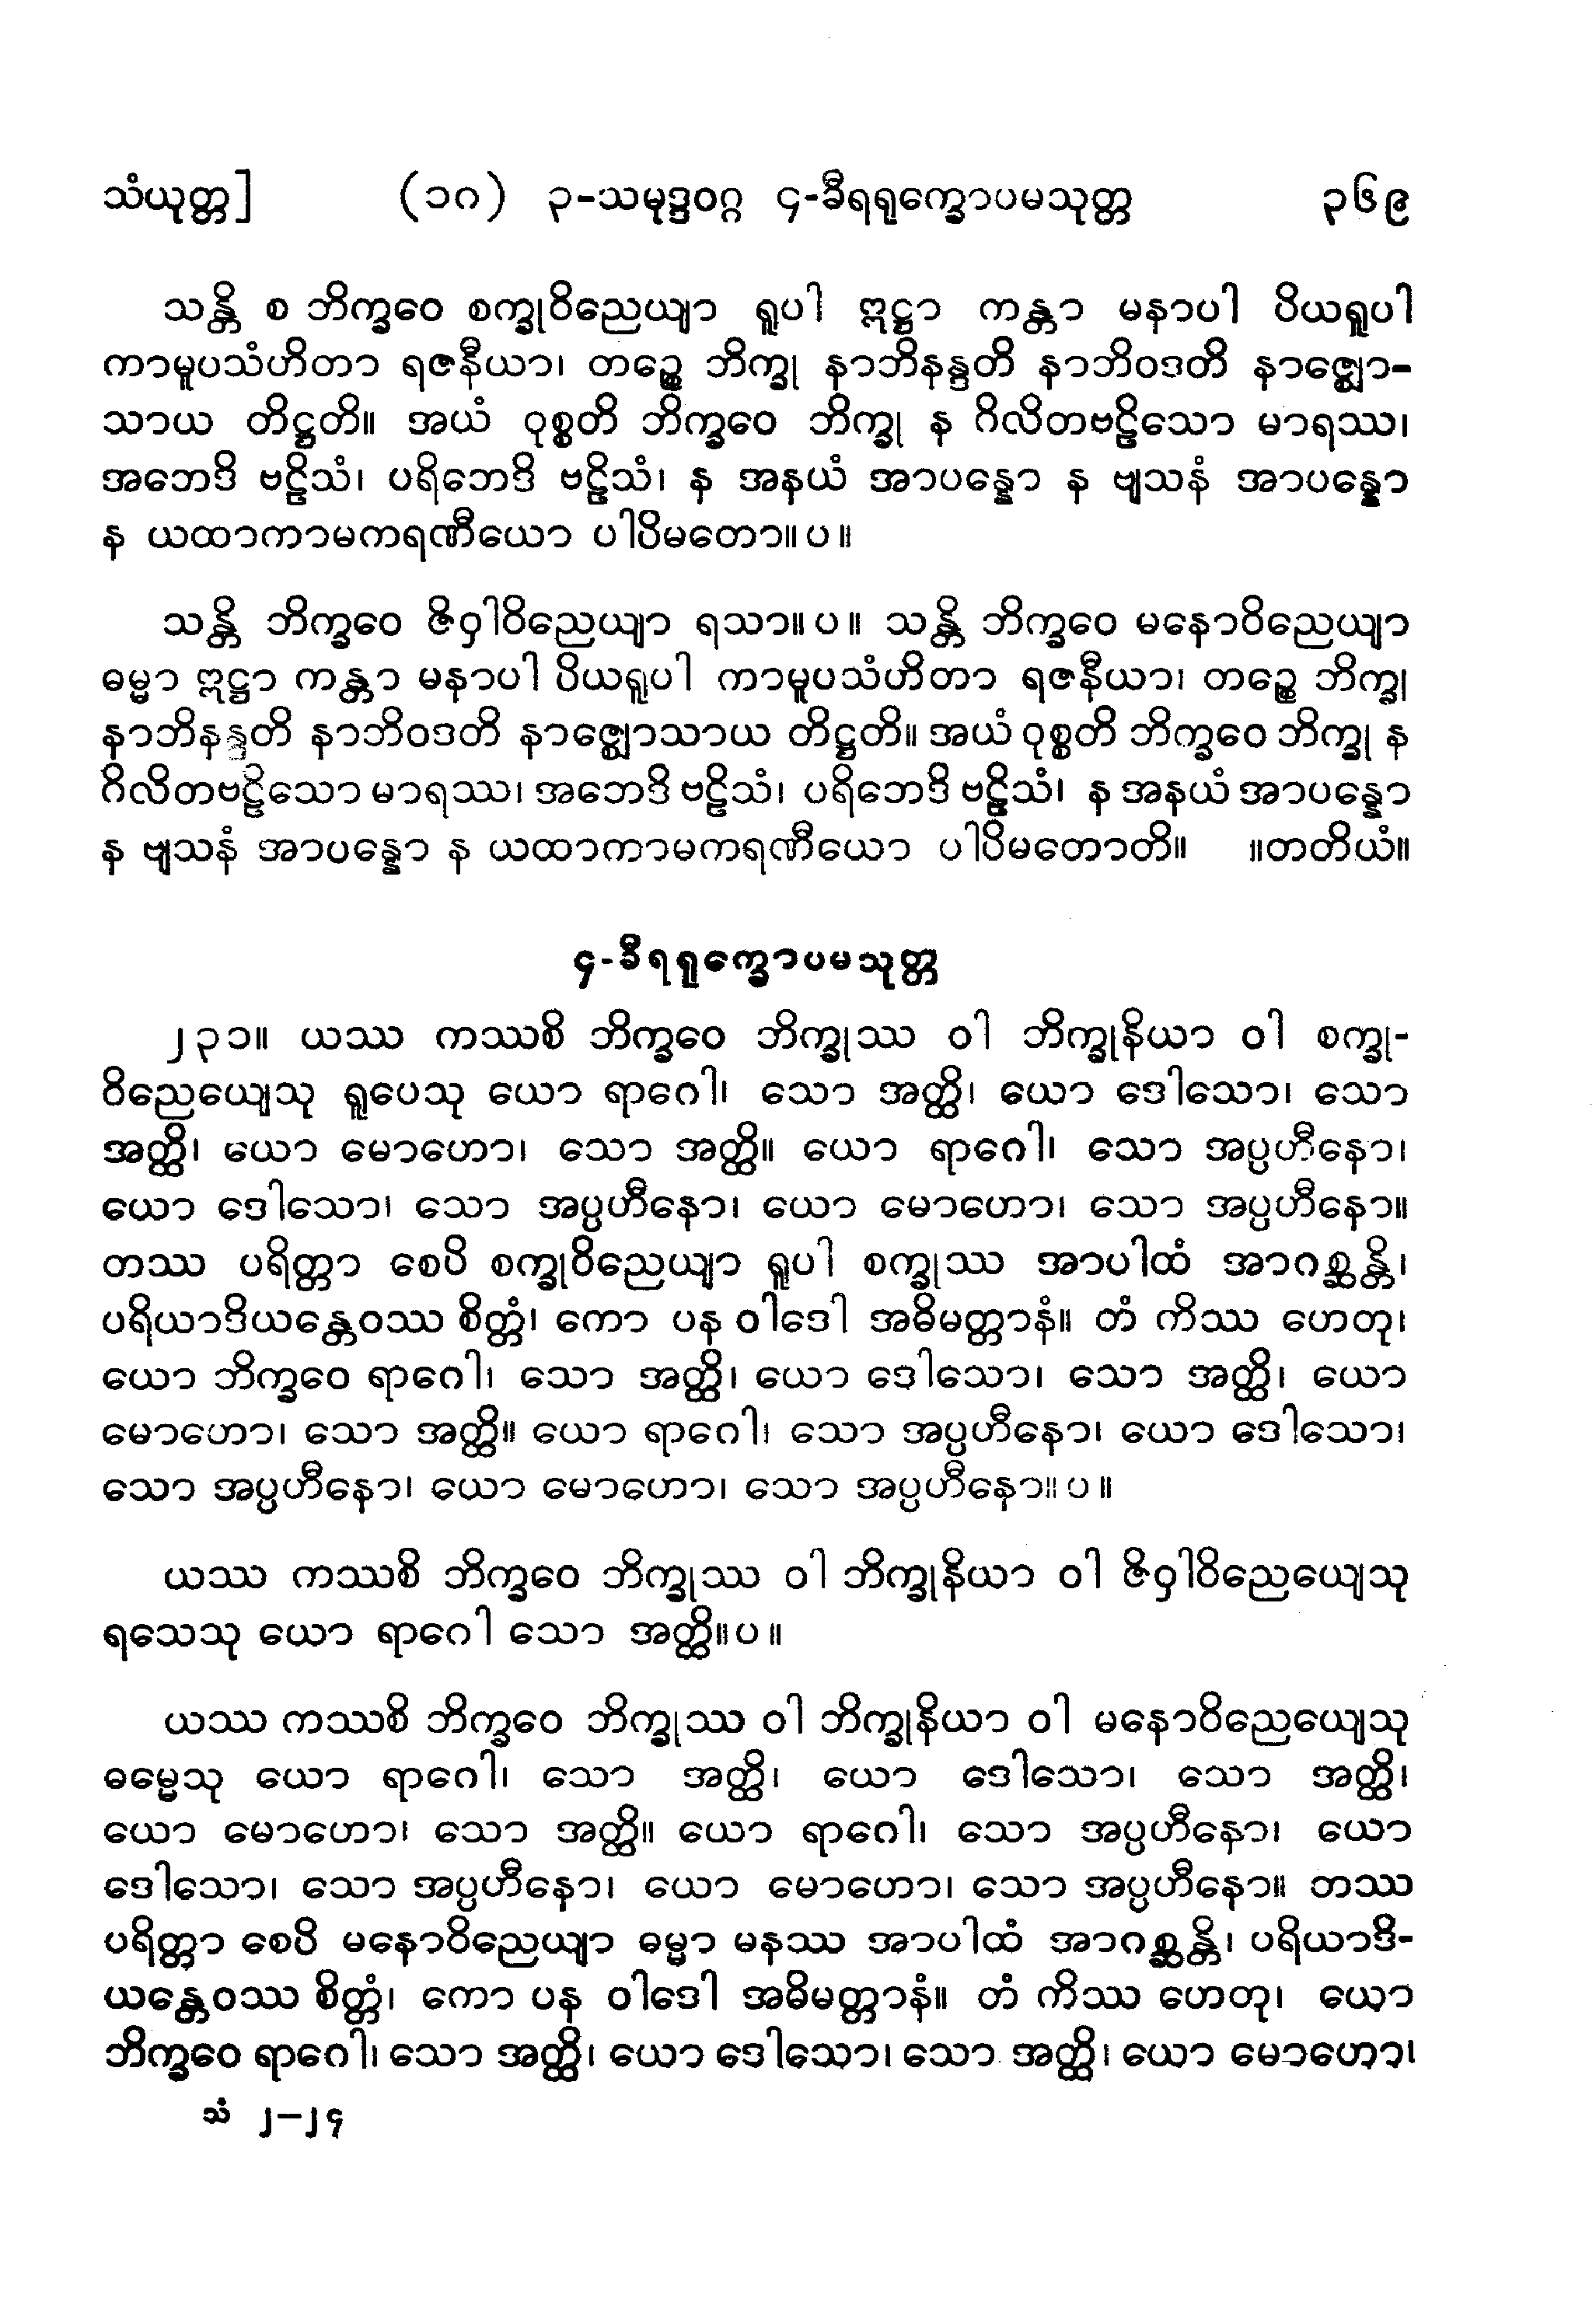 သံယုတ္တ] (၁၈) ၃-သမုဒ္ဒဝဂ္ဂ ၄-ခီရရုက္ခောပမသုတ္တ ၃၆၉
သန္တိ စ ဘိက္ခဝေ စက္ခုဝိညေယျာ ရူပါ ဣဋ္ဌာ ကန္တာ မနာပါ ပိယရူပါ
ကာမူပသံဟိတာ ရဇနီယာ၊ တဉ္စေ ဘိက္ခု နာဘိနန္ဒတိ နာဘိဝဒတိ နာဇ္ဈော-
သာယ တိဋ္ဌတိ။ အယံ ဝုစ္စတိ ဘိက္ခဝေ ဘိက္ခု န ဂိလိတဗဠိသော မာရဿ၊
အဘေဒိ ဗဠိသံ၊ ပရိဘေဒိ ဗဠိသံ၊ န အနယံ အာပန္နော န ဗျသနံ အာပန္နော
န ယထာကာမကရဏီယော ပါပိမတော။ ပ ။
သန္တိ ဘိက္ခဝေ ဇိဝှါဝိညေယျာ ရသာ။ ပ ။ သန္တိ ဘိက္ခဝေ မနောဝိညေယျာ
ဓမ္မာ ဣဋ္ဌာ ကန္တာ မနာပါ ပိယရူပါ ကာမူပသံဟိတာ ရဇနီယာ၊ တဉ္စေ ဘိက္ခု
နာဘိနန္ဒတိ နာဘိဝဒတိ နာဇ္ဈောသာယ တိဋ္ဌတိ။ အယံ ဝုစ္စတိ ဘိက္ခဝေ ဘိက္ခု န
ဂိလိတဗဠိသော မာရဿ၊ အဘေဒိ ဗဠိသံ၊ ပရိဘေဒိ ဗဠိသံ၊ န အနယံ အာပန္နော
န ဗျသနံ အာပန္နော န ယထာကာမကရဏီယော ပါပိမတောတိ။ ။တတိယံ။
၄-ခီရရုက္ခောပမသုတ္တ
၂၃၁။ ယဿ ကဿစိ ဘိက္ခဝေ ဘိက္ခုဿ ဝါ ဘိက္ခုနိယာ ဝါ စက္ခု-
ဝိညေယျေသု ရူပေသု ယော ရာဂေါ၊ သော အတ္ထိ၊ ယော ဒေါသော၊ သော
အတ္ထိ၊ ယော မောဟော၊ သော အတ္ထိ။ ယော ရာဂေါ၊ သော အပ္ပဟီနော၊
ယော ဒေါသော၊ သော အပ္ပဟီနော၊ ယော မောဟော၊ သော အပ္ပဟီနော။
တဿ ပရိတ္တာ စေပိ စက္ခုဝိညေယျာ ရူပါ စက္ခုဿ အာပါထံ အာဂစ္ဆန္တိ၊
ပရိယာဒိယန္တေဝဿ စိတ္တံ၊ ကော ပန ဝါဒေါ အဓိမတ္တာနံ။ တံ ကိဿ ဟေတု၊
ယော ဘိက္ခဝေ ရာဂေါ၊ သော အတ္ထိ၊ ယော ဒေါသော၊ သော အတ္ထိ၊ ယော
မောဟော၊ သော အတ္ထိ။ ယော ရာဂေါ၊ သော အပ္ပဟီနော၊ ယော ဒေါသော၊
သော အပ္ပဟီနော၊ ယော မောဟော၊ သော အပ္ပဟီနော။ ပ ။
ယဿ ကဿစိ ဘိက္ခဝေ ဘိက္ခုဿ ဝါ ဘိက္ခုနိယာ ဝါ ဇိဝှါဝိညေယျေသု
ရသေသု ယော ရာဂေါ သော အတ္ထိ။ ပ ။
ယဿ ကဿစိ ဘိက္ခဝေ ဘိက္ခုဿ ဝါ ဘိက္ခုနိယာ ဝါ မနောဝိညေယျေသု
ဓမ္မေသု ယော ရာဂေါ၊ သော အတ္ထိ၊ ယော ဒေါသော၊ သော အတ္ထိ၊
ယော မောဟော၊ သော အတ္ထိ။ ယော ရာဂေါ၊ သော အပ္ပဟီနော၊ ယော
ဒေါသော၊ သော အပ္ပဟီနော၊ ယော မောဟော၊ သော အပ္ပဟီနော။ တဿ
ပရိတ္တာ စေပိ မနောဝိညေယျာ ဓမ္မာ မနဿ အာပါထံ အာဂစ္ဆန္တိ၊ ပရိယာဒိ-
ယန္တေဝဿ စိတ္တံ၊ ကော ပန ဝါဒေါ အဓိမတ္တာနံ။ တံ ကိဿ ဟေတု၊ ယော
ဘိက္ခဝေ ရာဂေါ၊ သော အတ္ထိ၊ ယော ဒေါသော၊ သော အတ္ထိ၊ ယော မောဟော၊
သံ ၂–၂၄